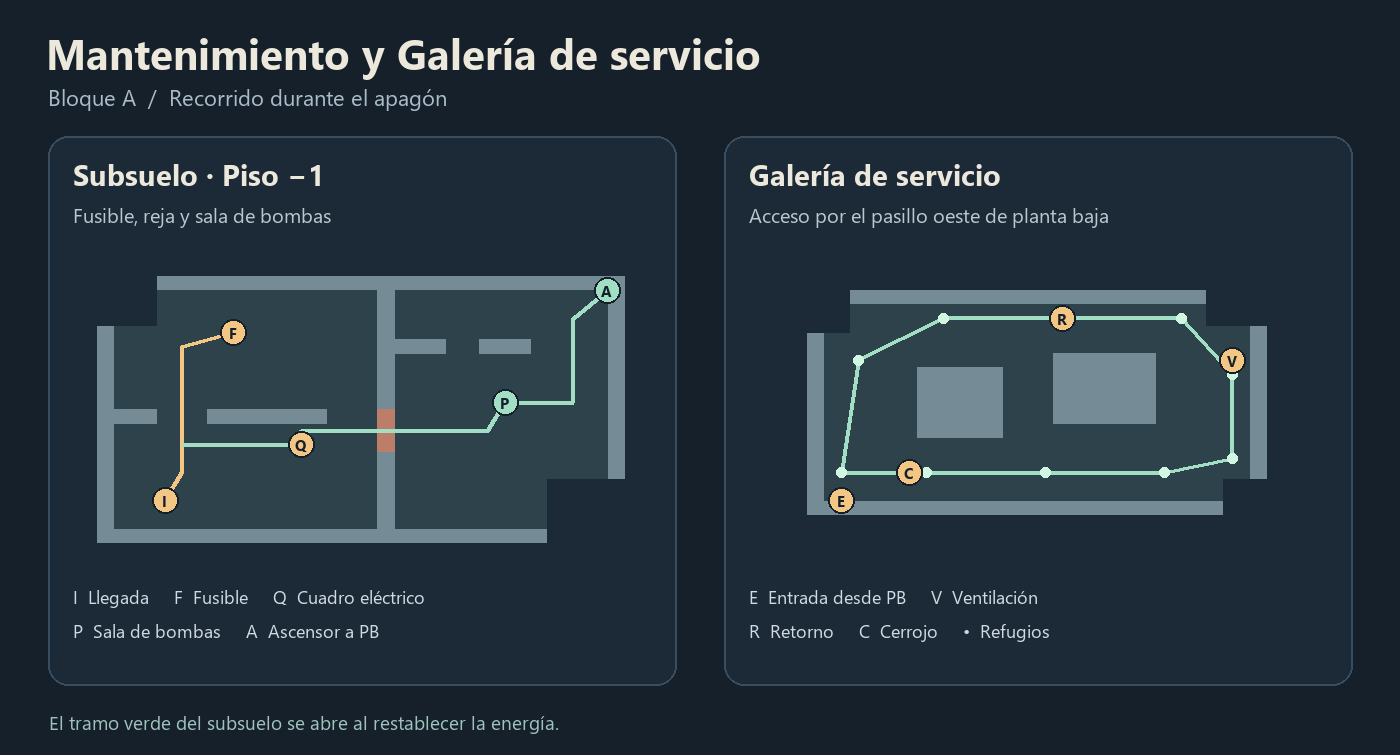 Mantenimiento y Galería de servicio
Bloque A / Recorrido durante el apagón
Subsuelo · Piso −1
Fusible, reja y sala de bombas
A
F
P
Q
I
I Llegada F Fusible Q Cuadro eléctrico
P Sala de bombas A Ascensor a PB
Galería de servicio
Acceso por el pasillo oeste de planta baja
R
V
C
E
E Entrada desde PB V Ventilación
R Retorno C Cerrojo • Refugios
El tramo verde del subsuelo se abre al restablecer la energía.